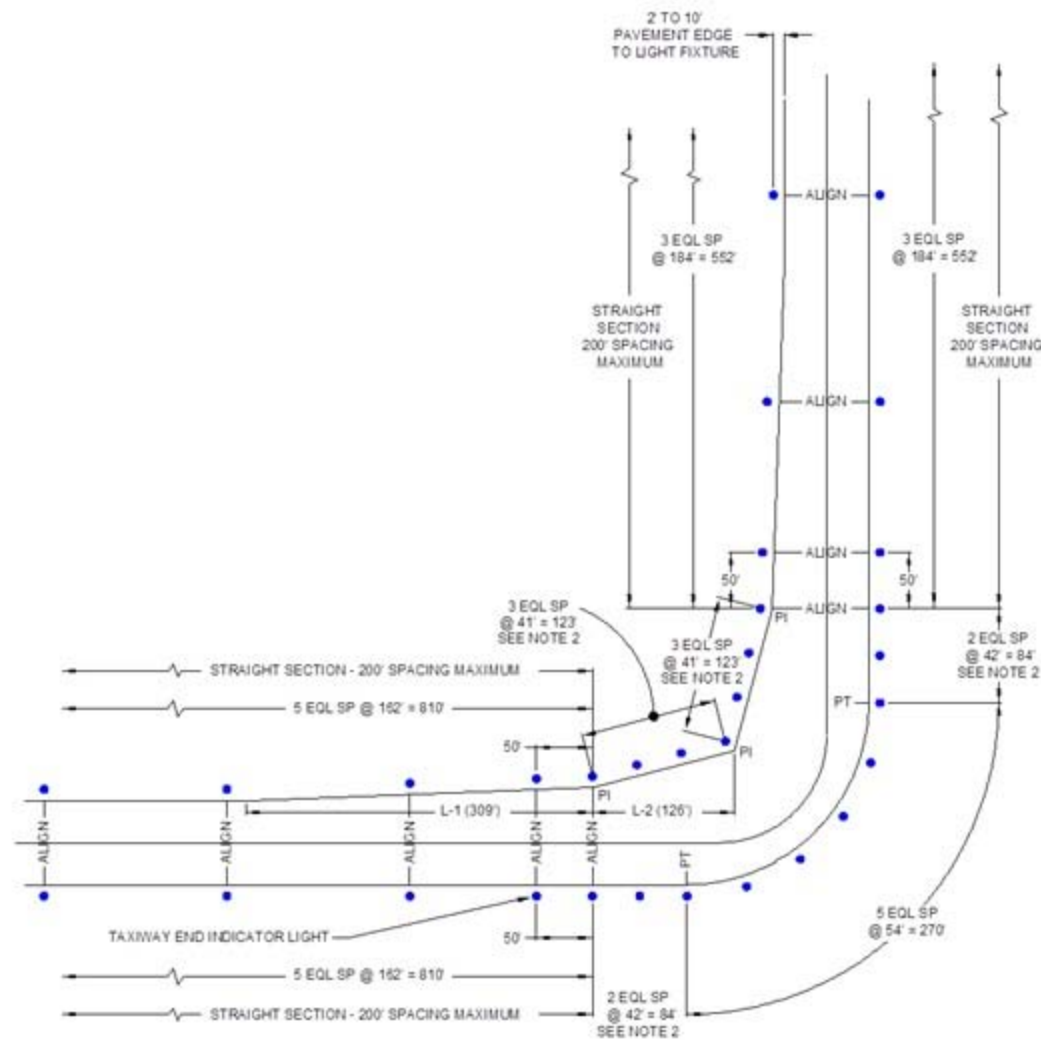 2' TO 10'
PAVEMENT EDGE
TO LIGHT FIXTURE
ALIGN
3 EQL SP
@ 184' = 552'
3 EQL SP
@ 184' = 552'
STRAIGHT
SECTION
200' SPACING
MAXIMUM
STRAIGHT
SECTION
200' SPACING
MAXIMUM
ALIGN
ALIGN
50'
50'
ALIGN
PI
3 EQL SP
@ 41' = 123'
SEE NOTE 2
3 EQL SP
@ 41' = 123'
SEE NOTE 2
2 EQL SP
@ 42' = 84'
SEE NOTE 2
STRAIGHT SECTION - 200' SPACING MAXIMUM
5 EQL SP @ 162' = 810'
PT
50'
PI
PI
L-1 (309')
L-2 (126')
ALIGN
ALIGN
ALIGN
ALIGN
ALIGN
PT
TAXIWAY END INDICATOR LIGHT
50'
5 EQL SP
@ 54' = 270'
5 EQL SP @ 162' = 810'
STRAIGHT SECTION - 200' SPACING MAXIMUM
2 EQL SP
@ 42' = 84'
SEE NOTE 2